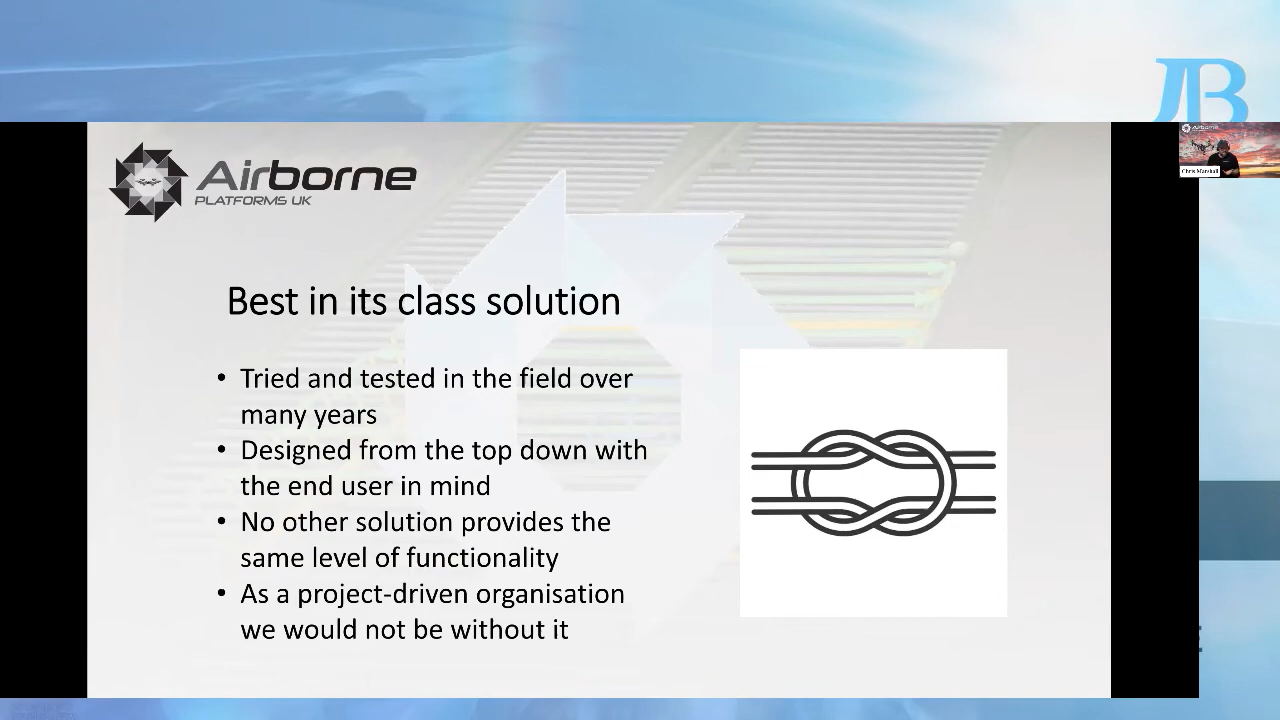 JB
Airborne
Chris Marshall
Airborne
PLATFORMS UK
Best in its class solution
• Tried and tested in the field over
many years
• Designed from the top down with
the end user in mind
• No other solution provides the
same level of functionality
• As a project-driven organisation
we would not be without it